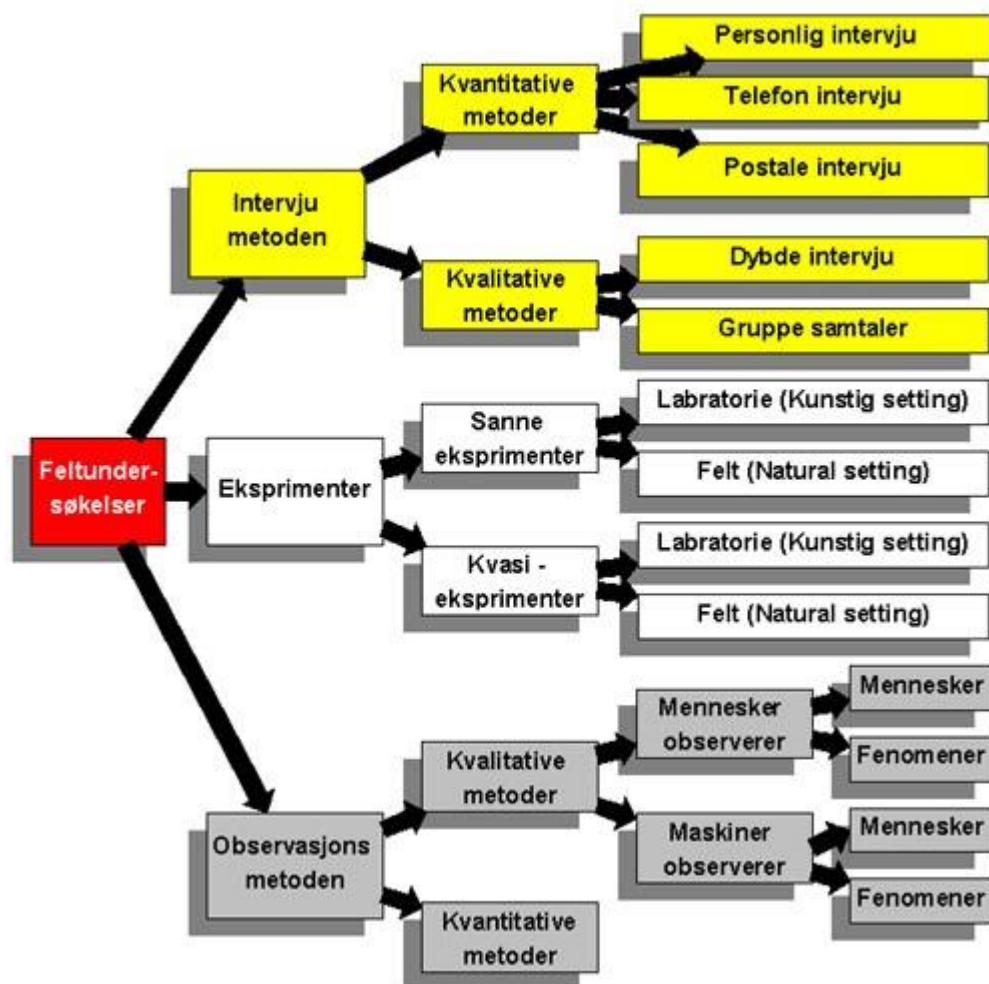 Personlig intervju
Kvantitative
metoder
Telefon intervju
Postale intervju
Intervju
metoden
Dybde intervju
Kvalitative
metoder
Gruppe samtaler
Labratorie (Kunstig setting)
Sanne
eksprimenter
Felt (Natural setting)
Feltunder-
søkelser
Eksprimenter
Labratorie (Kunstig setting)
Kvasi -
eksprimenter
Felt (Natural setting)
Mennesker
Mennesker
observerer
Fenomener
Kvalitative
metoder
Mennesker
Maskiner
observerer
Fenomener
Observasjons
metoden
Kvantitative
metoder